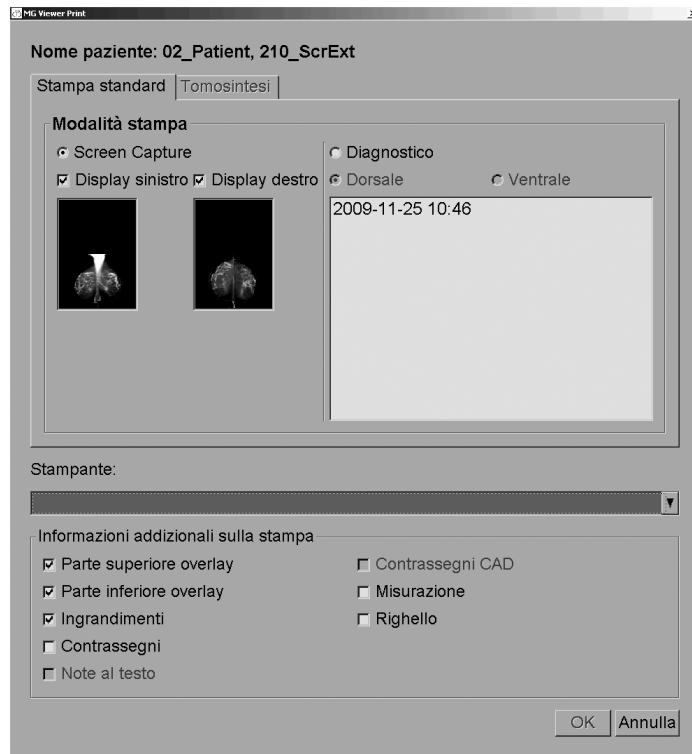 MG Viewer Print
Nome paziente: 02_Patient, 210_ScrExt
Stampa standard Tomosintesi
Modalità stampa
Screen Capture
Display sinistro Display destro
Diagnostico
Dorsale Ventrale
2009-11-25 10:46
Stampante:
Informazioni addizionali sulla stampa
Parte superiore overlay
Parte inferiore overlay
Ingrandimenti
Contrassegni
Note al testo
Contrassegni CAD
Misurazione
Righello
OK Annulla